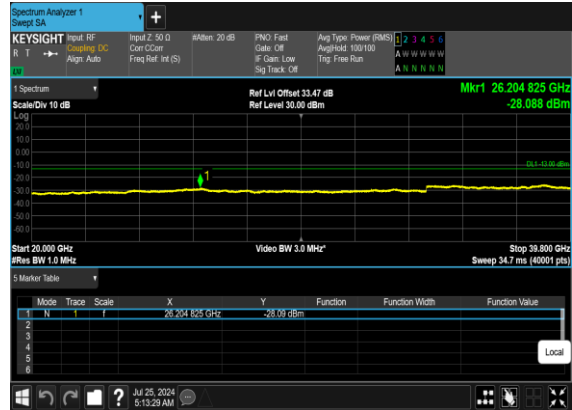 Spectrum Analyzer 1
Swept SA
+
KEYSIGHT Input: RF Input Z: 50 Ω #Atten: 20 dB PNO: Fast Avg Type: Power (RMS) 1 2 3 4 5 6
R T Coupling: DC Corr CCorr Gate: Off Avg|Hold: 100/100 A W W W W W
Align: Auto Freq Ref: Int (S) IF Gain: Low Trig: Free Run
Sig Track: Off A N N N N N
1 Spectrum Ref Lvl Offset 33.47 dB Mkr1 26.204 825 GHz
Scale/Div 10 dB Ref Level 30.00 dBm -28.088 dBm
Log
20.0
10.0
0.00
-10.0
DL1 -13.00 dBm
-20.0
1
-30.0
-40.0
-50.0
-60.0
Start 20.000 GHz Video BW 3.0 MHz* Stop 39.800 GHz
#Res BW 1.0 MHz Sweep 34.7 ms (40001 pts)
5 Marker Table
Mode Trace Scale X Y Function Function Width Function Value
1 N 1 f 26.204 825 GHz -28.09 dBm
2
3
4
5
6
Local
? Jul 25, 2024
5:13:29 AM